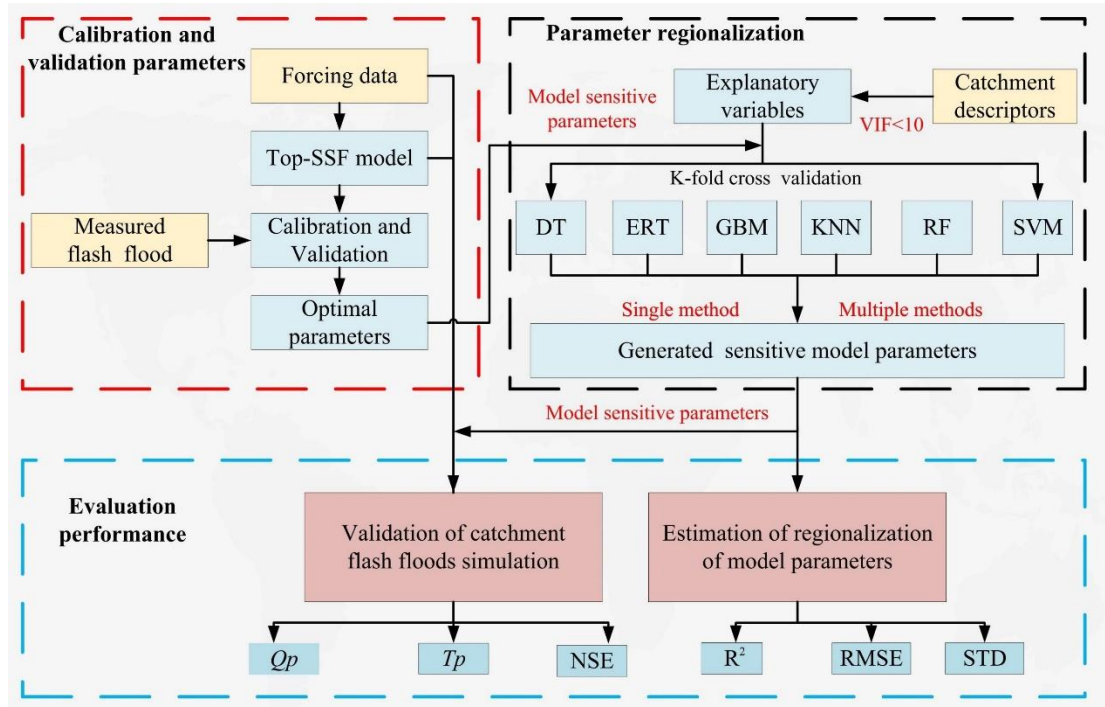 Calibration and
validation parameters
Forcing data
Top-SSF model
Measured
flash flood
Calibration and
Validation
Optimal
parameters
Parameter regionalization
Model sensitive
parameters
Explanatory
variables
Catchment
descriptors
VIF<10
K-fold cross validation
DT
ERT
GBM
KNN
RF
SVM
Single method
Multiple methods
Generated sensitive model parameters
Model sensitive parameters
Evaluation
performance
Validation of catchment
flash floods simulation
Estimation of regionalization
of model parameters
Qp
Tp
NSE
R²
RMSE
STD